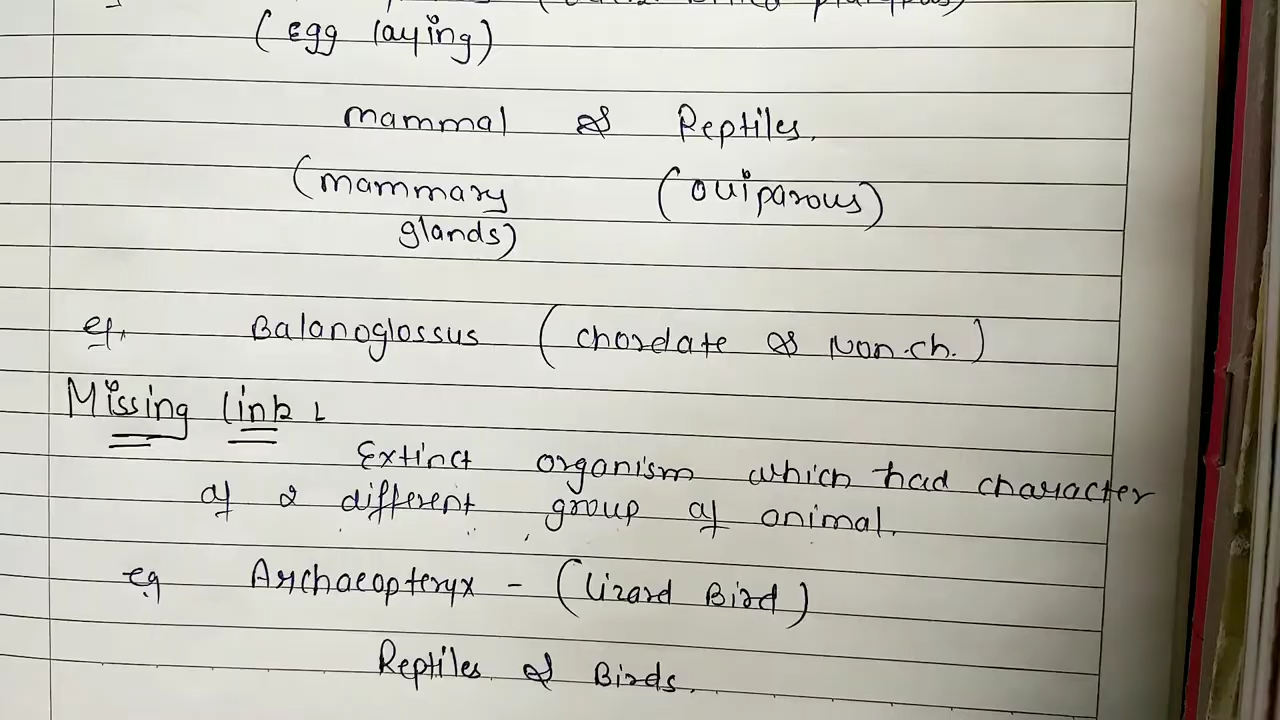 (egg laying)
mammal & Reptiles.
(mammary (oviparous)
glands)
eg. Balanoglossus (chordate & Non.ch.)
Missing link
Extinct organism which had character
of 2 different group of animal.
eg Archaeopteryx - (lizard Bird)
Reptiles & Birds.